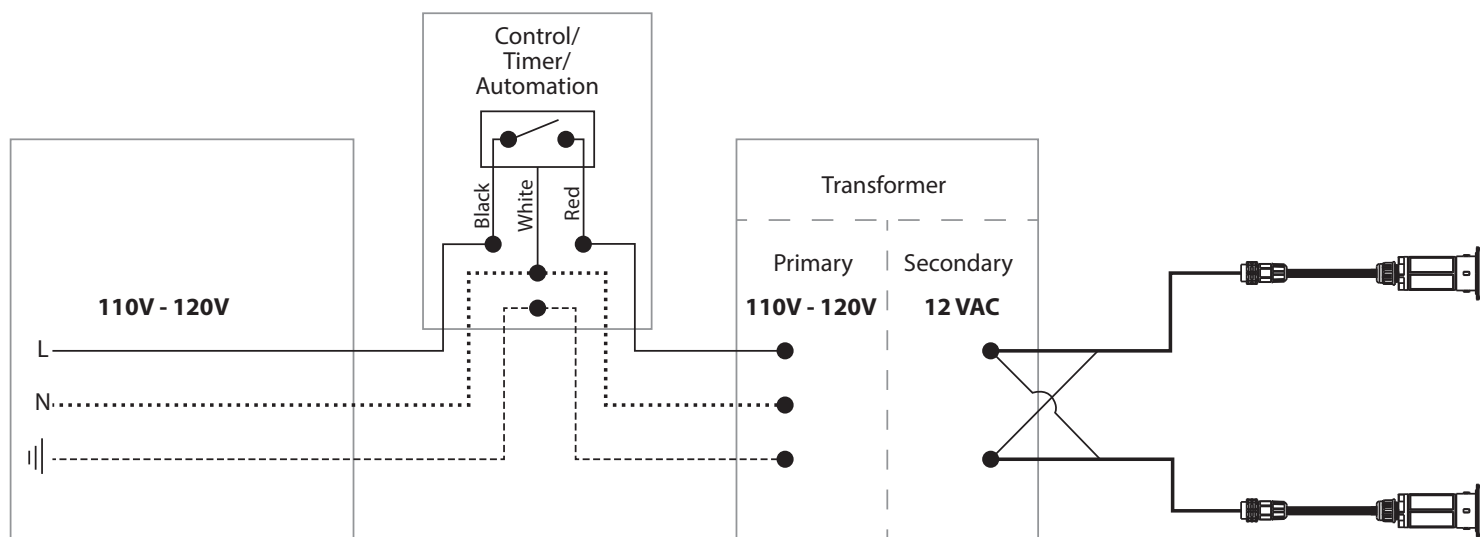 Control/
Timer/
Automation
Black
White
Red
Transformer
Primary
Secondary
110V - 120V
110V - 120V
12 VAC
L
N